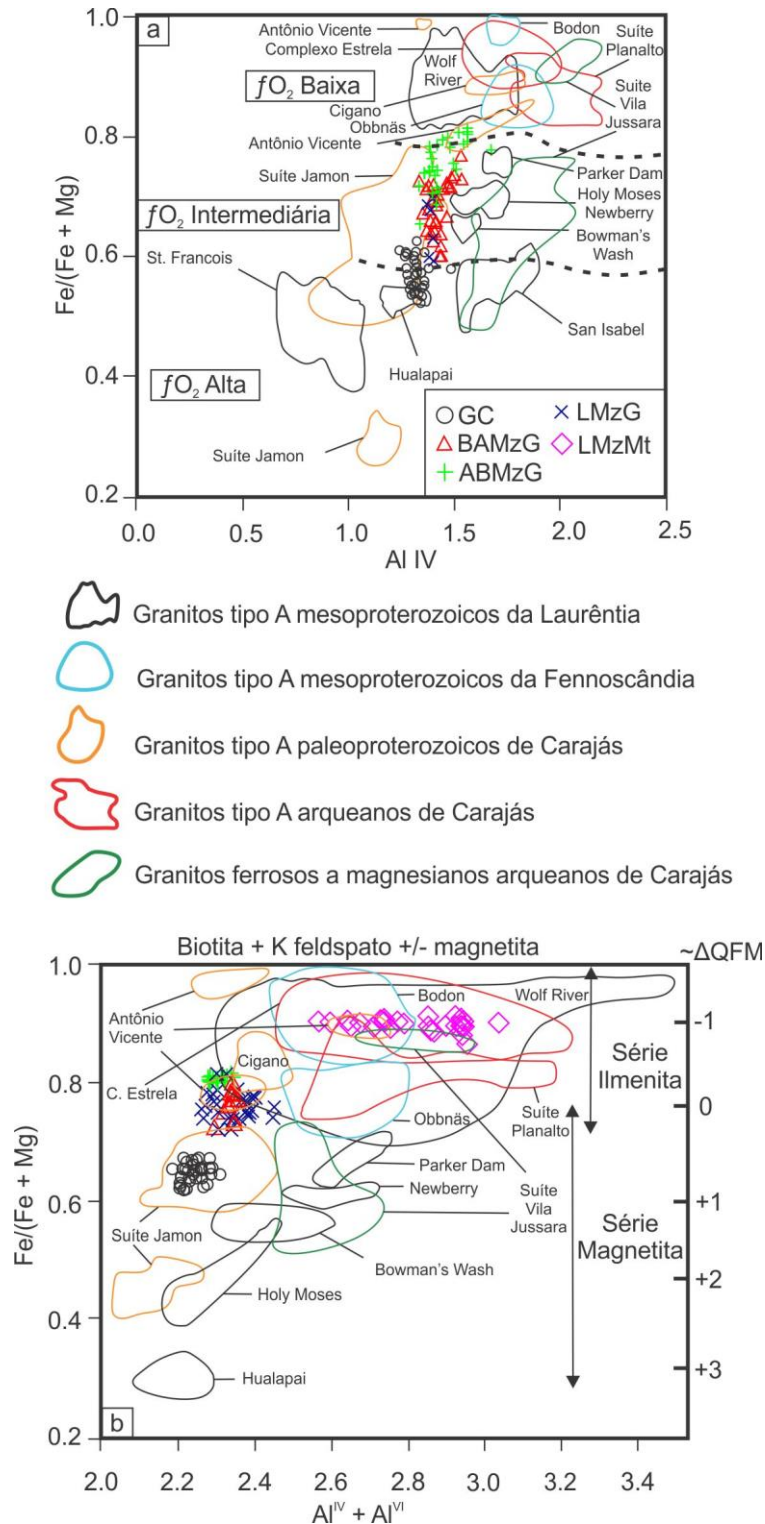 a
Antônio Vicente
Complexo Estrela
Bodon
Suíte
Planalto
Wolf
River
ƒO2 Baixa
Cigano
Obbnäs
Suite
Vila
Jussara
Antônio Vicente
Suíte Jamon
Parker Dam
Holy Moses
Newberry
ƒO2 Intermediária
Bowman's
Wash
St. Francois
San Isabel
Hualapai
ƒO2 Alta
Suíte Jamon
GC
LMzG
BAMzG
LMzMt
ABMzG
Fe/(Fe + Mg)
1.0
0.8
0.6
0.4
0.2
0.0 0.5 1.0 1.5 2.0 2.5
Al IV
Granitos tipo A mesoproterozoicos da Laurêntia
Granitos tipo A mesoproterozoicos da Fennoscândia
Granitos tipo A paleoproterozoicos de Carajás
Granitos tipo A arqueanos de Carajás
Granitos ferrosos a magnesianos arqueanos de Carajás
Biotita + K feldspato +/- magnetita
~ΔQFM
Bodon
Wolf River
Antônio
Vicente
Cigano
C. Estrela
Série
Ilmenita
Obbnäs
Suíte
Planalto
Parker Dam
Newberry
Suíte
Vila
Jussara
Suíte Jamon
Bowman's Wash
Série
Magnetita
Holy Moses
Hualapai
b
-1
0
+1
+2
+3
Fe/(Fe + Mg)
1.0
0.8
0.6
0.4
0.2
2.0 2.2 2.4 2.6 2.8 3.0 3.2 3.4
Al^IV + Al^VI